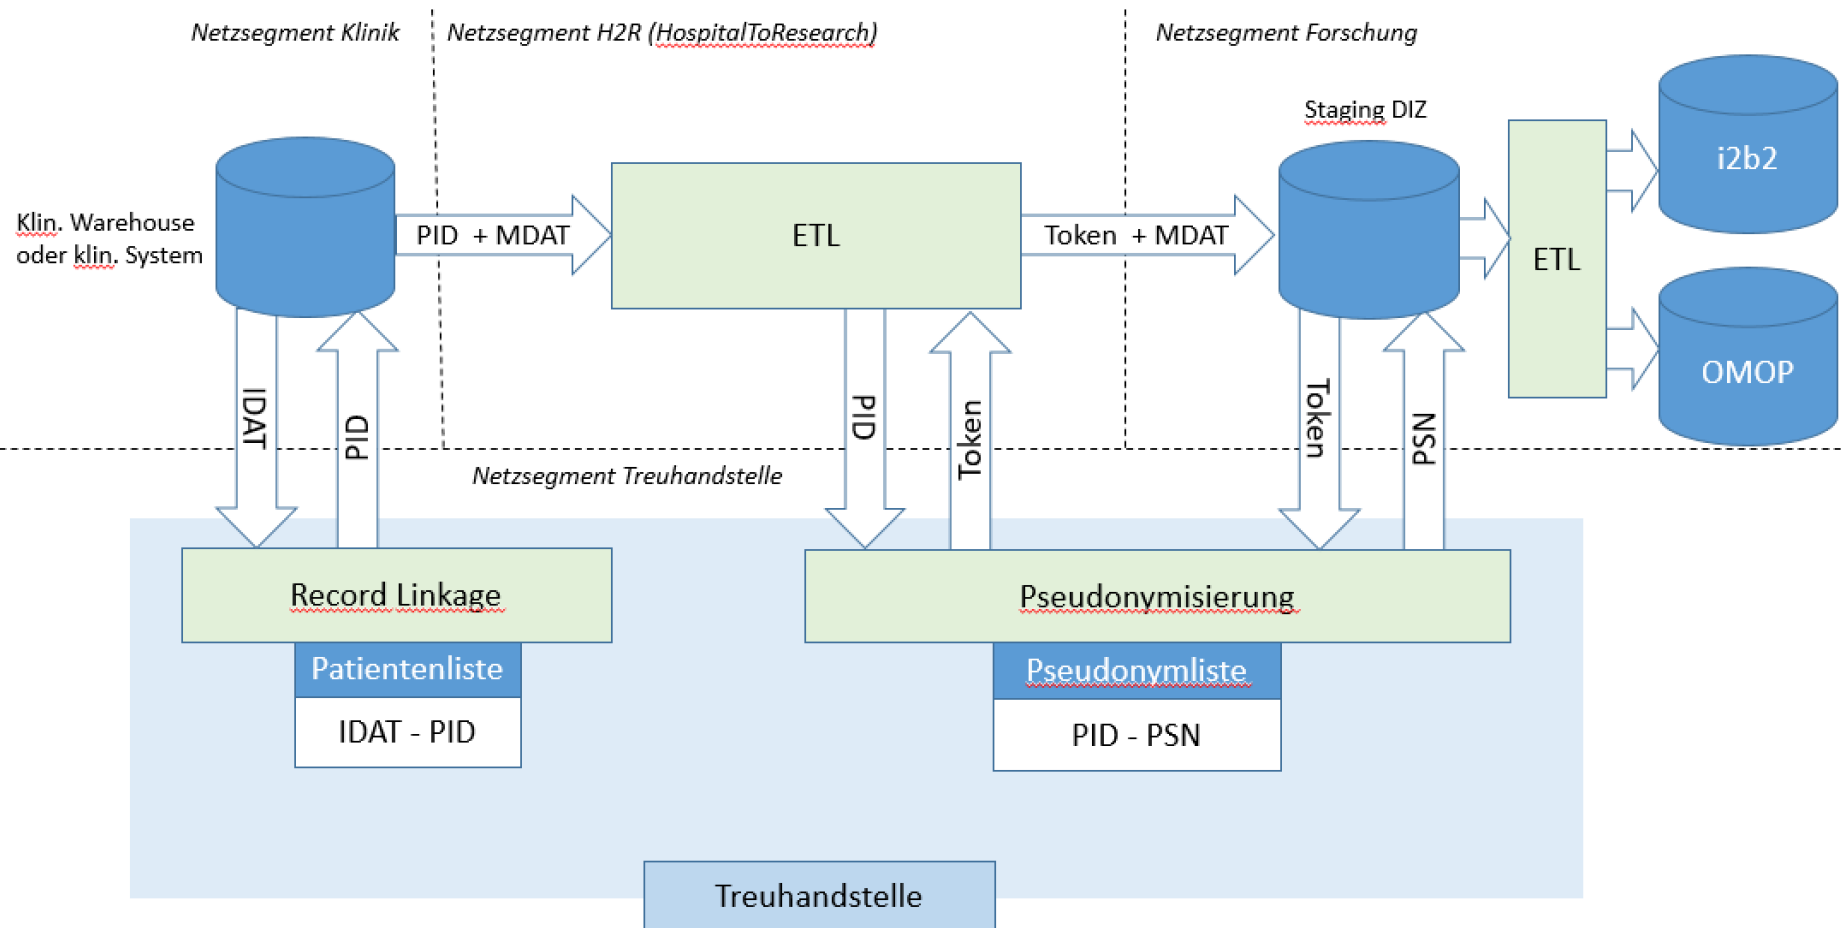 Netzsegment Klinik
Netzsegment H2R (HospitalToResearch)
Netzsegment Forschung
Staging DIZ
i2b2
Klin. Warehouse
oder klin. System
PID + MDAT
ETL
Token + MDAT
ETL
OMOP
IDAT
PID
PID
Token
Token
PSN
Netzsegment Treuhandstelle
Record Linkage
Pseudonymisierung
Patientenliste
Pseudonymliste
IDAT - PID
PID - PSN
Treuhandstelle